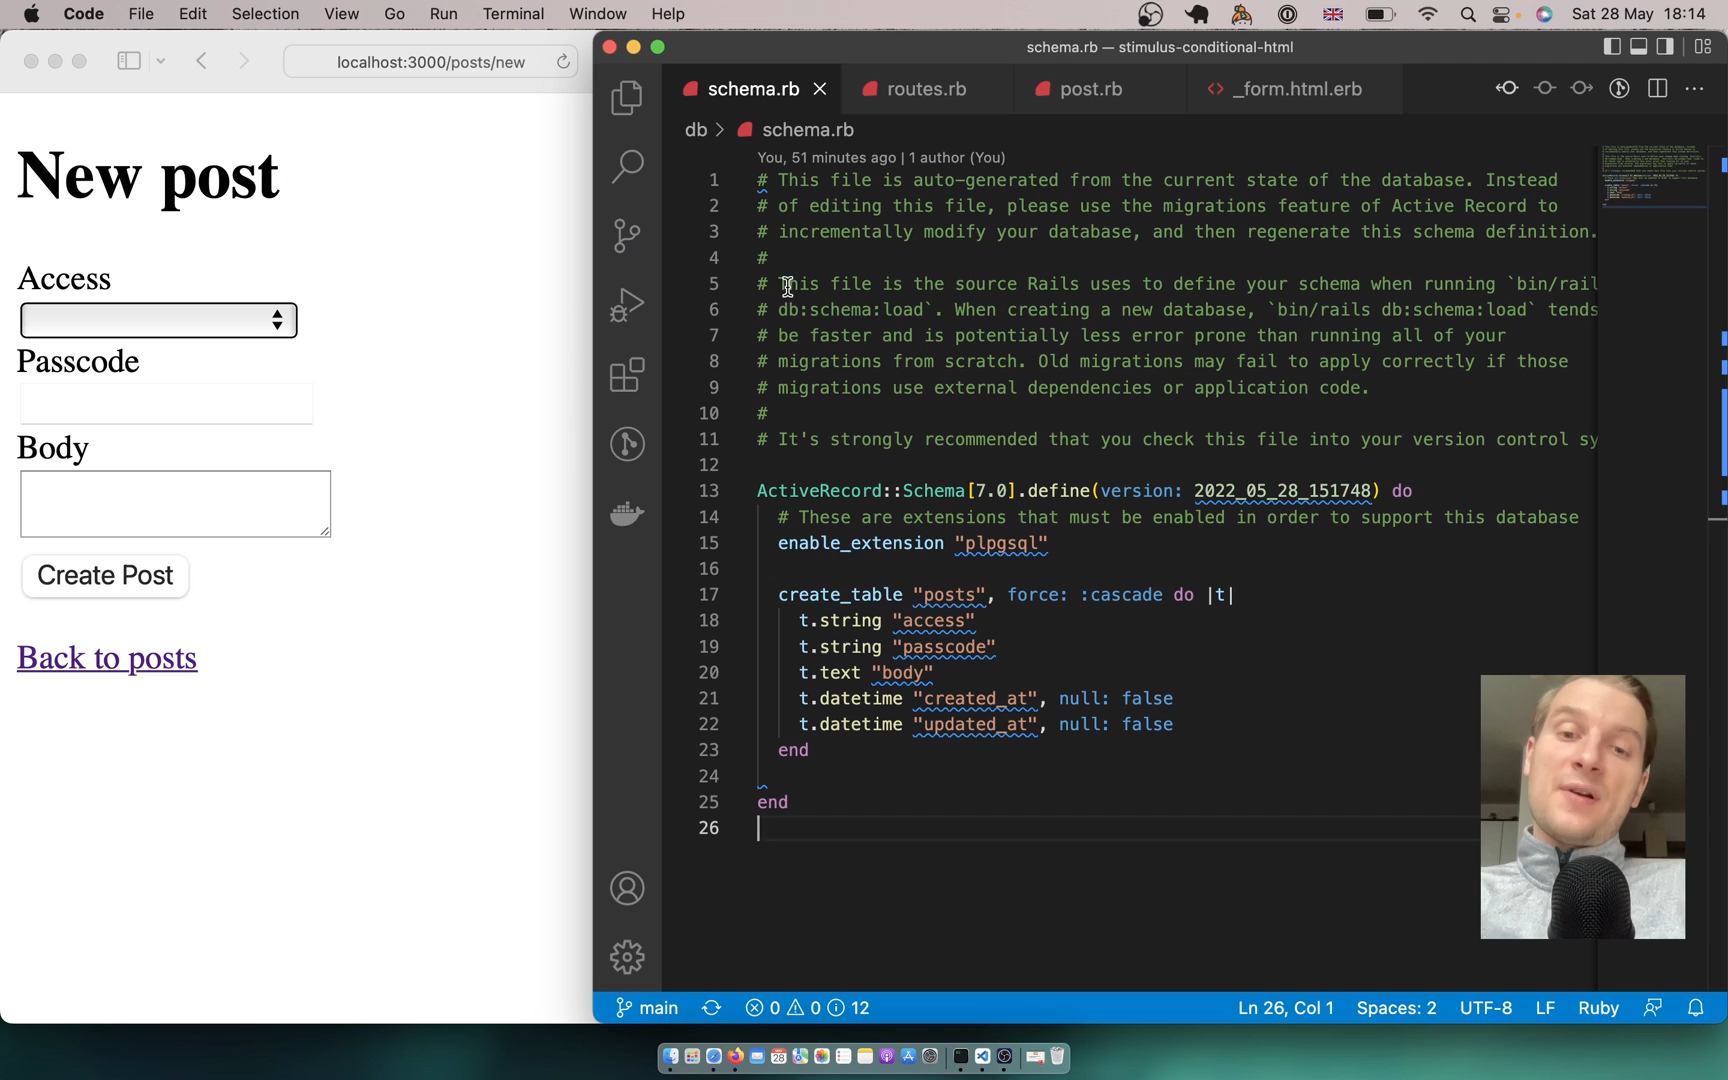 Code File Edit Selection View Go Run Terminal Window Help Sat 28 May 18:14
localhost:3000/posts/new
New post
Access
Passcode
Body
Create Post
Back to posts
schema.rb — stimulus-conditional-html
schema.rb routes.rb post.rb _form.html.erb
db > schema.rb
You, 51 minutes ago | 1 author (You)
1 # This file is auto-generated from the current state of the database. Instead
2 # of editing this file, please use the migrations feature of Active Record to
3 # incrementally modify your database, and then regenerate this schema definition.
4 #
5 # This file is the source Rails uses to define your schema when running `bin/rail
6 # db:schema:load`. When creating a new database, `bin/rails db:schema:load` tends
7 # be faster and is potentially less error prone than running all of your
8 # migrations from scratch. Old migrations may fail to apply correctly if those
9 # migrations use external dependencies or application code.
10 #
11 # It's strongly recommended that you check this file into your version control sy
12
13 ActiveRecord::Schema[7.0].define(version: 2022_05_28_151748) do
14 # These are extensions that must be enabled in order to support this database
15 enable_extension "plpgsql"
16
17 create_table "posts", force: :cascade do |t|
18 t.string "access"
19 t.string "passcode"
20 t.text "body"
21 t.datetime "created_at", null: false
22 t.datetime "updated_at", null: false
23 end
24
25 end
26
main 0 0 12 Ln 26, Col 1 Spaces: 2 UTF-8 LF Ruby
28